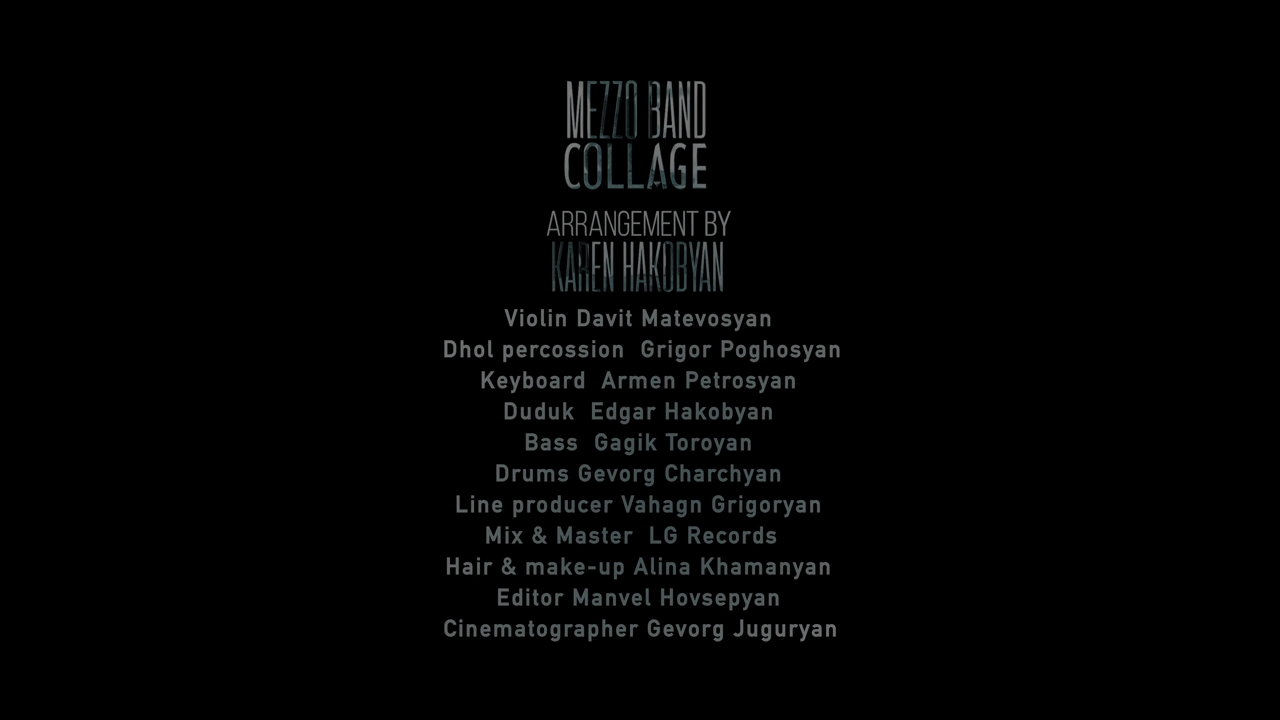 MEZZO BAND
COLLAGE
ARRANGEMENT BY
KAREN HAKOBYAN
Violin Davit Matevosyan
Dhol percossion Grigor Poghosyan
Keyboard Armen Petrosyan
Duduk Edgar Hakobyan
Bass Gagik Toroyan
Drums Gevorg Charchyan
Line producer Vahagn Grigoryan
Mix & Master LG Records
Hair & make-up Alina Khamanyan
Editor Manvel Hovsepyan
Cinematographer Gevorg Juguryan